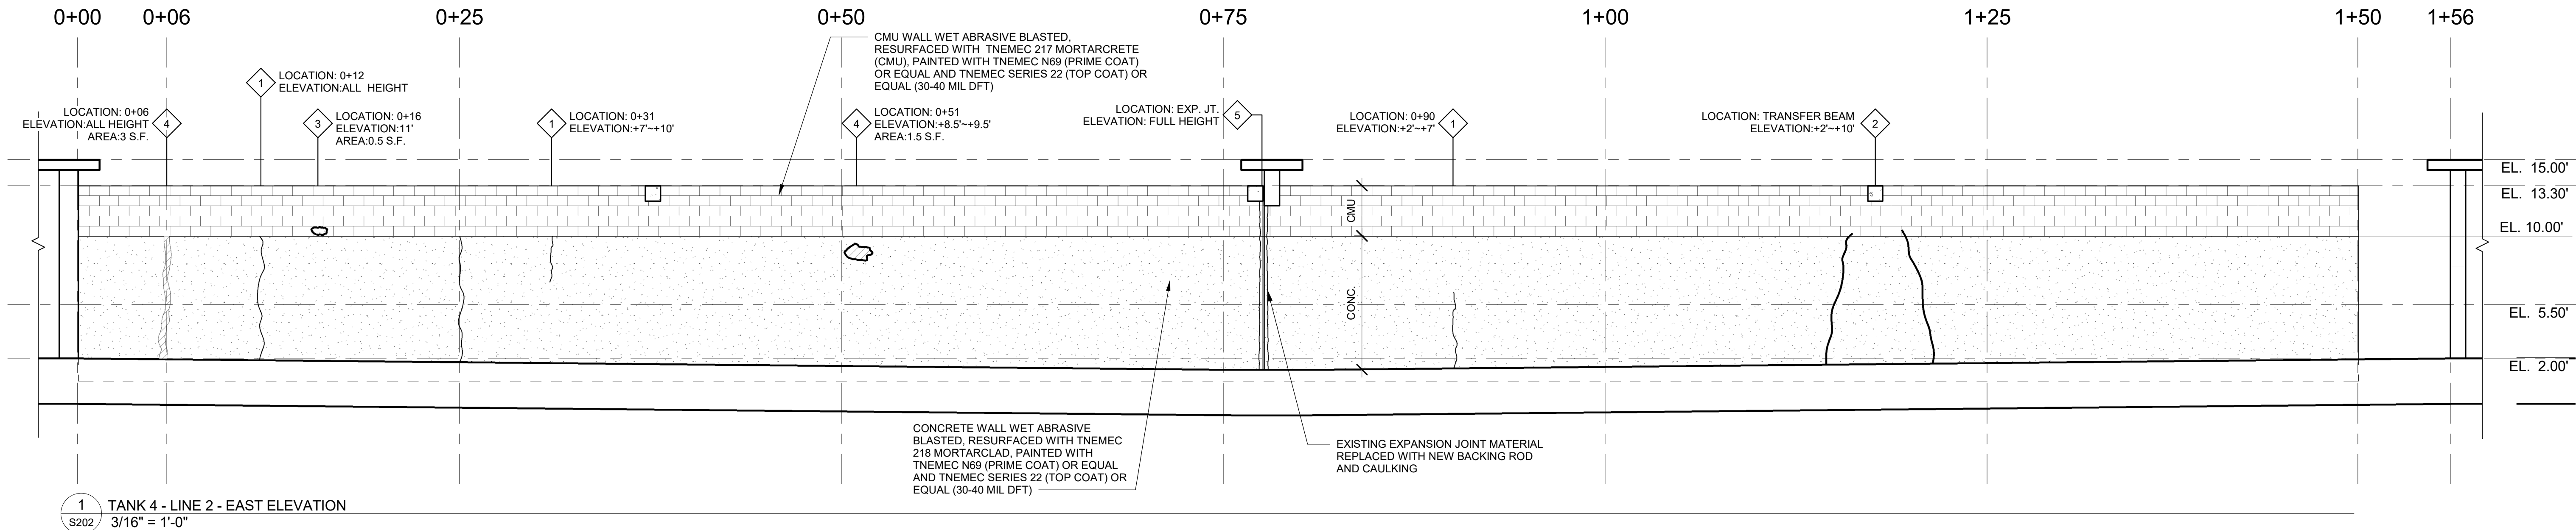 0+00
0+06
0+25
0+50
0+75
1+00
1+25
1+50
1+56
CMU WALL WET ABRASIVE BLASTED,
RESURFACED WITH TNEMEC 217 MORTARCRETE
(CMU), PAINTED WITH TNEMEC N69 (PRIME COAT)
OR EQUAL AND TNEMEC SERIES 22 (TOP COAT) OR
EQUAL (30-40 MIL DFT)
LOCATION: 0+06
ELEVATION:ALL HEIGHT
AREA:3 S.F.
4
1
LOCATION: 0+12
ELEVATION:ALL HEIGHT
3
LOCATION: 0+16
ELEVATION:11'
AREA:0.5 S.F.
1
LOCATION: 0+31
ELEVATION:+7'~+10'
4
LOCATION: 0+51
ELEVATION:+8.5'~+9.5'
AREA:1.5 S.F.
LOCATION: EXP. JT.
ELEVATION: FULL HEIGHT
5
LOCATION: 0+90
ELEVATION:+2'~+7'
1
LOCATION: TRANSFER BEAM
ELEVATION:+2'~+10'
2
EL. 15.00'
EL. 13.30'
EL. 10.00'
EL. 5.50'
EL. 2.00'
CMU
CONC.
CONCRETE WALL WET ABRASIVE
BLASTED, RESURFACED WITH TNEMEC
218 MORTARCLAD, PAINTED WITH
TNEMEC N69 (PRIME COAT) OR EQUAL
AND TNEMEC SERIES 22 (TOP COAT) OR
EQUAL (30-40 MIL DFT)
EXISTING EXPANSION JOINT MATERIAL
REPLACED WITH NEW BACKING ROD
AND CAULKING
1
S202
TANK 4 - LINE 2 - EAST ELEVATION
3/16" = 1'-0"